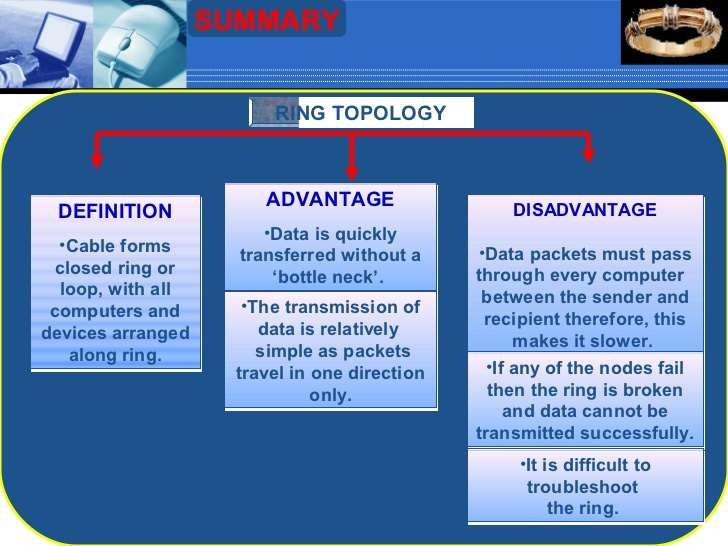 SUMMARY
RING TOPOLOGY
DEFINITION
•Cable forms
closed ring or
loop, with all
computers and
devices arranged
along ring.
ADVANTAGE
•Data is quickly
transferred without a
‘bottle neck’.
•The transmission of
data is relatively
simple as packets
travel in one direction
only.
DISADVANTAGE
•Data packets must pass
through every computer
between the sender and
recipient therefore, this
makes it slower.
•If any of the nodes fail
then the ring is broken
and data cannot be
transmitted successfully.
•It is difficult to
troubleshoot
the ring.